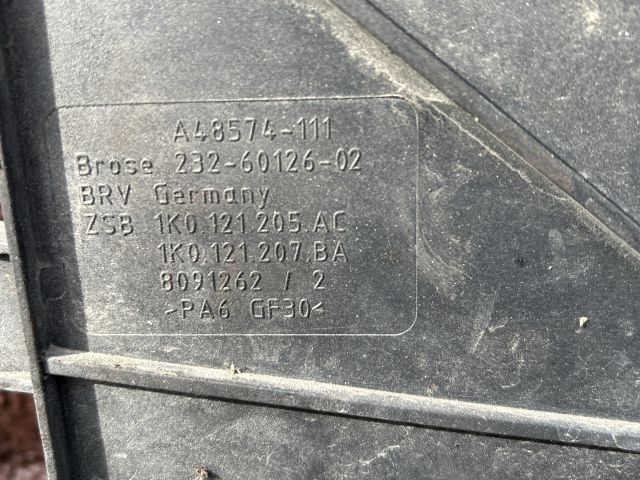 A48574-111
Brose 232-60126-02
BRV Germany
ZSB 1K0.121.205.AC
1K0.121.207.BA
8091262 / 2
>PA6 GF30<